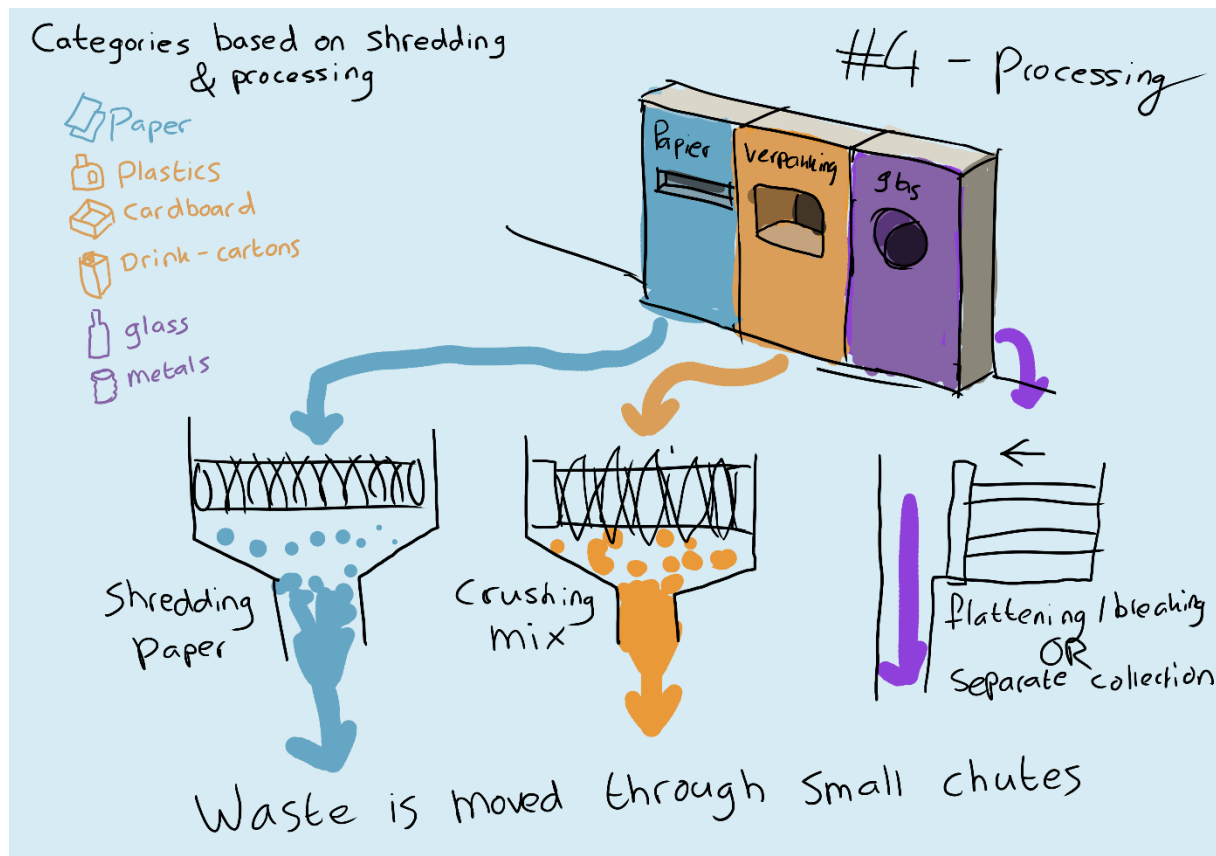 Categories based on shredding
& processing
#4 - Processing
Paper
Plastics
Cardboard
Drink-cartons
glass
metals
Papier
verpakking
glas
Shredding
paper
Crushing
mix
flattening / breaking
OR
Separate collection
Waste is moved through small chutes